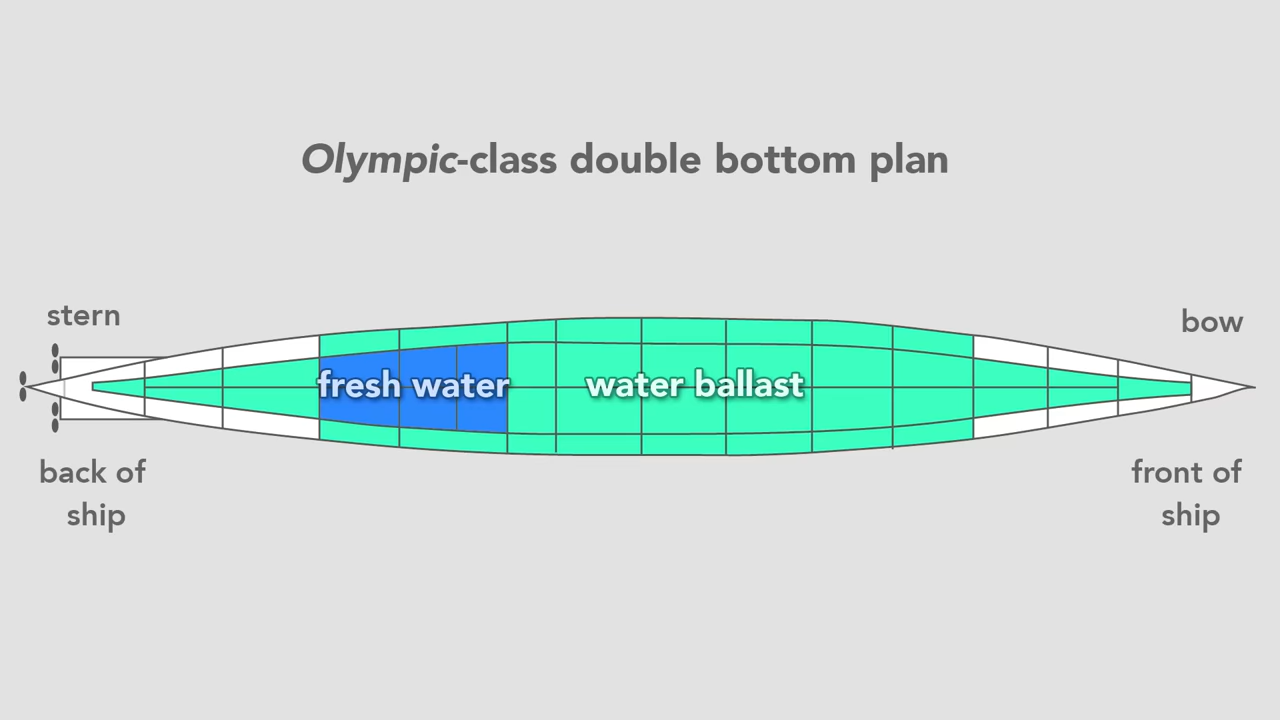 Olympic-class double bottom plan
stern
bow
fresh water
water ballast
back of
ship
front of
ship